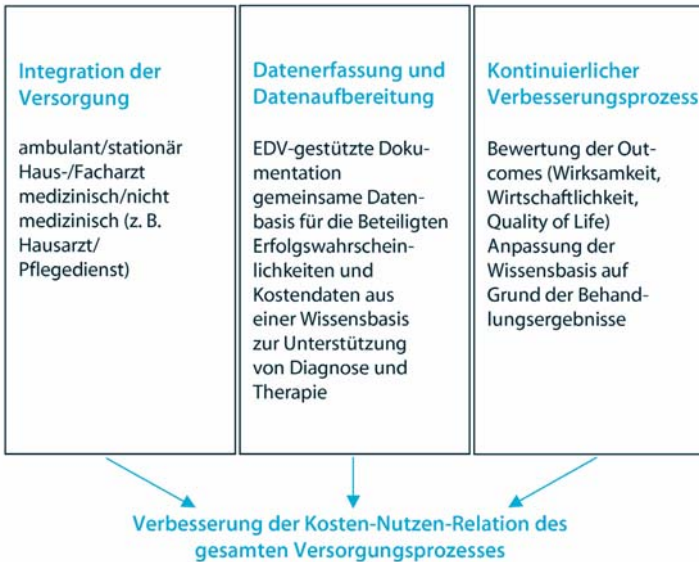 Integration der
Versorgung
ambulant/stationär
Haus-/Facharzt
medizinisch/nicht
medizinisch (z. B.
Hausarzt/
Pflegedienst)
Datenerfassung und
Datenaufbereitung
EDV-gestützte Doku-
mentation
gemeinsame Daten-
basis für die Beteiligten
Erfolgswahrschein-
lichkeiten und
Kostendaten aus
einer Wissensbasis
zur Unterstützung
von Diagnose und
Therapie
Kontinuierlicher
Verbesserungsprozess
Bewertung der Out-
comes (Wirksamkeit,
Wirtschaftlichkeit,
Quality of Life)
Anpassung der
Wissensbasis auf
Grund der Behand-
lungsergebnisse
Verbesserung der Kosten-Nutzen-Relation des
gesamten Versorgungsprozesses